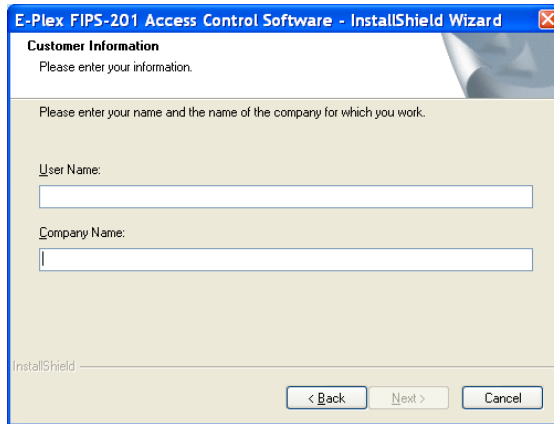 E-Plex FIPS-201 Access Control Software - InstallShield Wizard
Customer Information
Please enter your information.
Please enter your name and the name of the company for which you work.
User Name:
Company Name:
InstallShield
< Back Next > Cancel